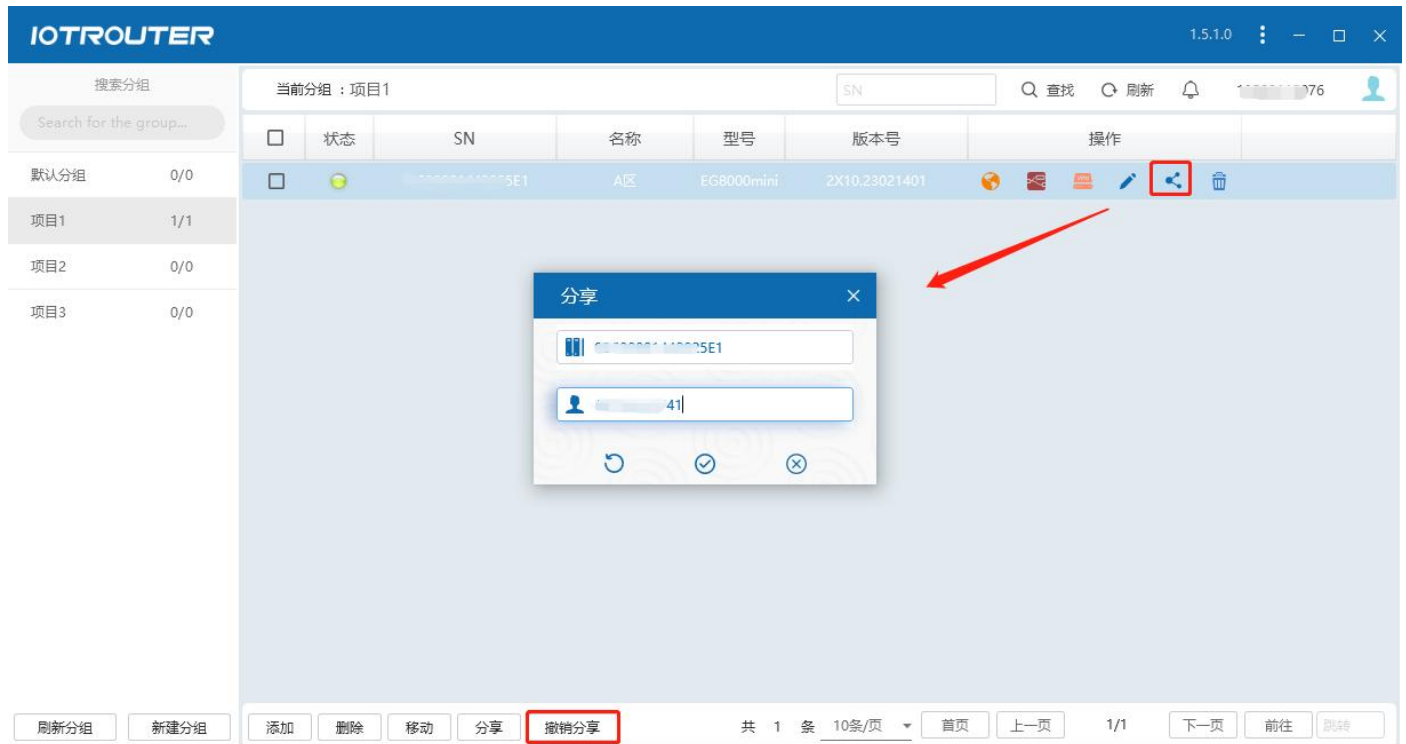 IOTROUTER
1.5.1.0
搜索分组
Search for the group...
默认分组 0/0
项目1 1/1
项目2 0/0
项目3 0/0
刷新分组 新建分组
当前分组：项目1 SN 查找 刷新 76
状态 SN 名称 型号 版本号 操作
5E1 A区 EG8000mini 2X10.23021401
分享
5E1
41
添加 删除 移动 分享 撤销分享 共 1 条 10条/页 首页 上一页 1/1 下一页 前往 跳转